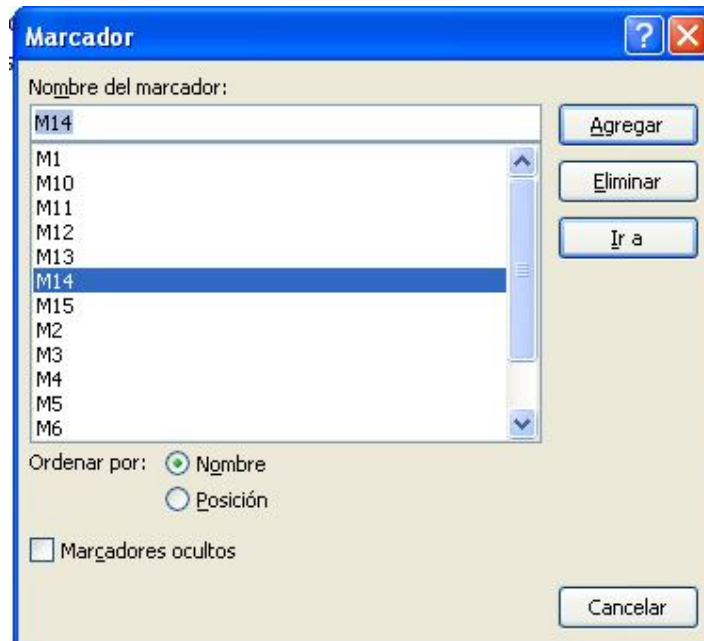 Marcador
Nombre del marcador:
M14
Agregar
M1
M10
Eliminar
M11
M12
Ir a
M13
M14
M15
M2
M3
M4
M5
M6
Ordenar por: Nombre
Posición
Marcadores ocultos
Cancelar